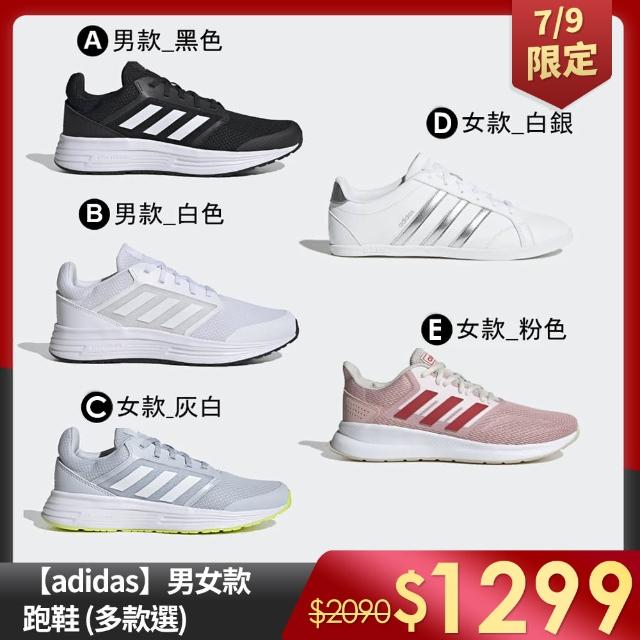 7/9
限定
A 男款_黑色
D 女款_白銀
B 男款_白色
adidas
E 女款_粉色
C 女款_灰白
【adidas】男女款
跑鞋 (多款選)
$2090 $1299